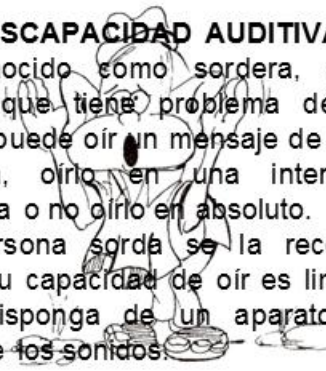 SCAPACIDAD AUDITIVA
ocido como sordera,
que tiene problema de
puede oír un mensaje de
, oírlo en una inter
a o no oírlo en absoluto.
rsona sorda se la rec
u capacidad de oír es lim
isponga de un aparato
e los sonidos.